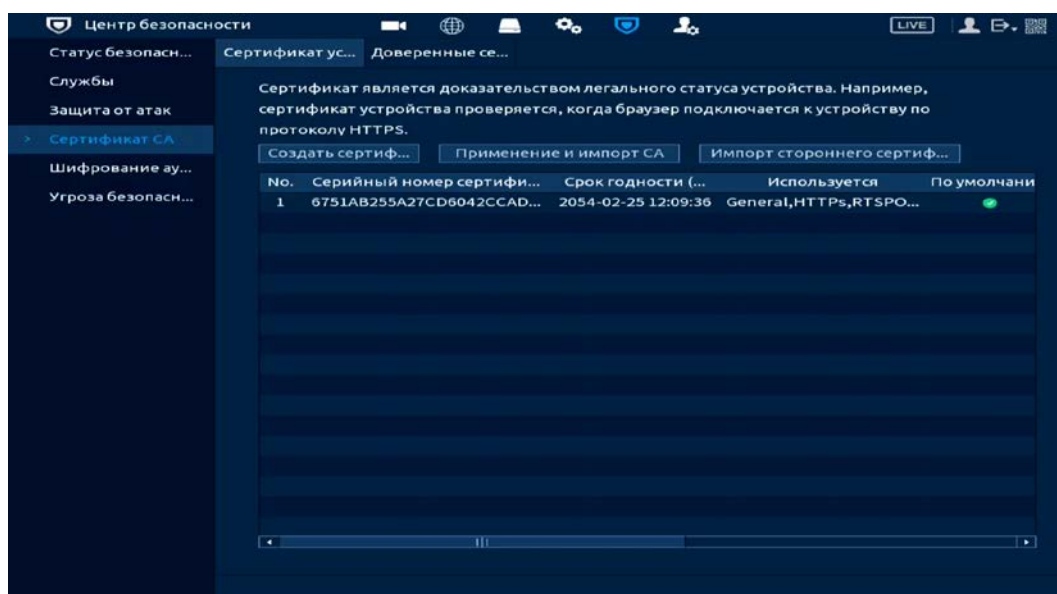 Центр безопасности
LIVE
Статус безопасн...
Службы
Защита от атак
> Сертификат CA
Шифрование ау...
Угроза безопасн...
Сертификат ус... Доверенные се...
Сертификат является доказательством легального статуса устройства. Например,
сертификат устройства проверяется, когда браузер подключается к устройству по
протоколу HTTPS.
Создать сертиф... Применение и импорт CA Импорт стороннего сертиф...
No. Серийный номер сертифи... Срок годности (... Используется По умолчани
1 6751AB255A27CD6042CCAD... 2054-02-25 12:09:36 General,HTTPs,RTSPO...